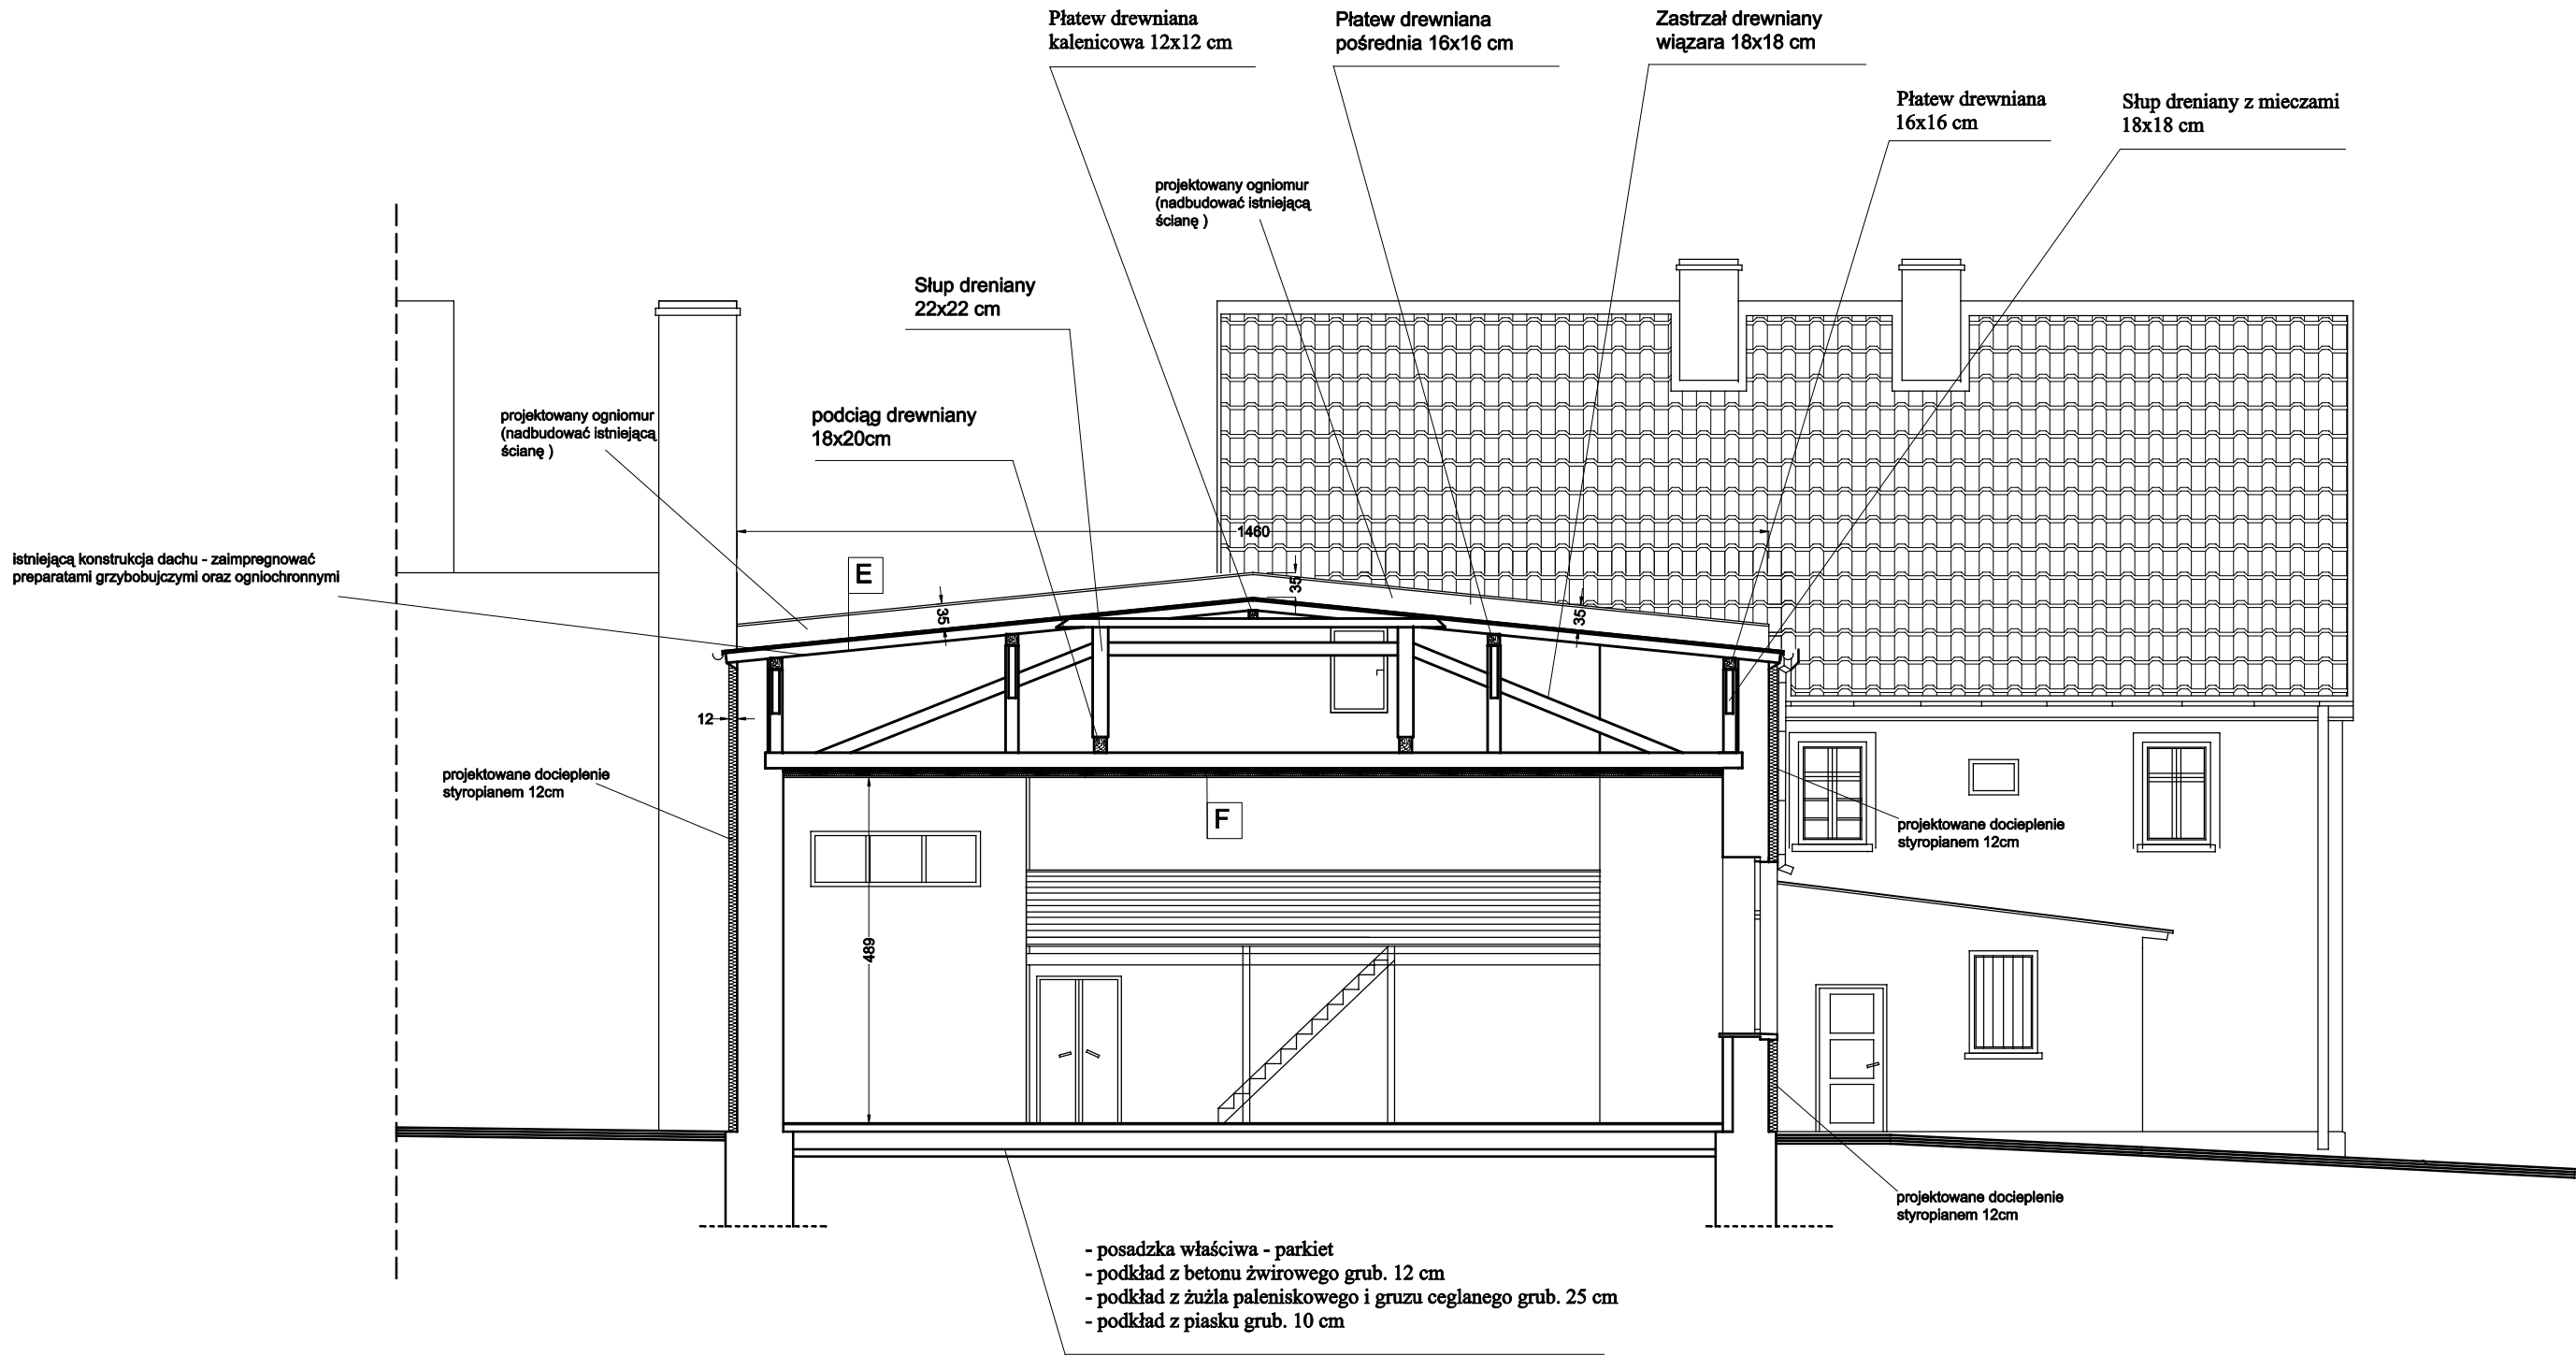 Płatew drewniana
kalenicowa 12x12 cm
Płatew drewniana
pośrednia 16x16 cm
Zastrzał drewniany
wiązara 18x18 cm
Płatew drewniana
16x16 cm
Słup dreniany z mieczami
18x18 cm
projektowany ogniomur
(nadbudować istniejącą
ścianę )
Słup dreniany
22x22 cm
podciąg drewniany
18x20cm
projektowany ogniomur
(nadbudować istniejącą
ścianę )
1460
istniejącą konstrukcja dachu - zaimpregnować
preparatami grzybobujczymi oraz ogniochronnymi
E
35
35
35
12
projektowane docieplenie
styropianem 12cm
F
projektowane docieplenie
styropianem 12cm
489
projektowane docieplenie
styropianem 12cm
- posadzka właściwa - parkiet
- podkład z betonu żwirowego grub. 12 cm
- podkład z żużla paleniskowego i gruzu ceglanego grub. 25 cm
- podkład z piasku grub. 10 cm